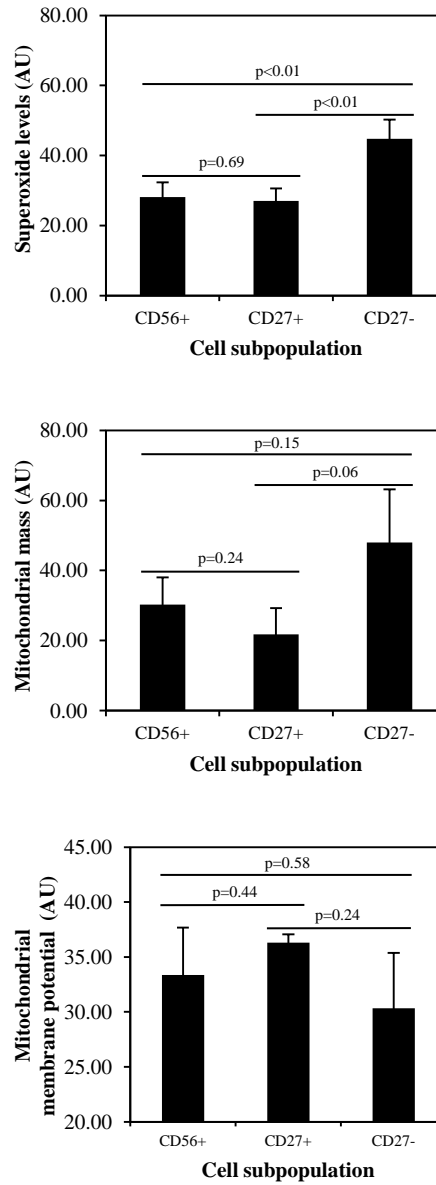 Superoxide levels (AU)
80.00
60.00
40.00
20.00
0.00
p<0.01
p<0.01
p=0.69
CD56+ CD27+ CD27-
Cell subpopulation
Mitochondrial mass (AU)
80.00
60.00
40.00
20.00
0.00
p=0.15
p=0.06
p=0.24
CD56+ CD27+ CD27-
Cell subpopulation
Mitochondrial
membrane potential (AU)
45.00
40.00
35.00
30.00
25.00
20.00
p=0.58
p=0.44
p=0.24
CD56+ CD27+ CD27-
Cell subpopulation